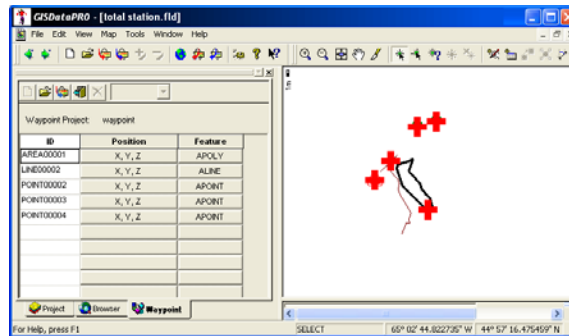 GISDataPRO - [total station.fld]
File Edit View Map Tools Window Help
Waypoint Project: waypoint
ID Position Feature
AREA00001 X, Y, Z APOLY
LINE00002 X, Y, Z ALINE
POINT00002 X, Y, Z APOINT
POINT00003 X, Y, Z APOINT
POINT00004 X, Y, Z APOINT
Project Browser Waypoint
For Help, press F1 SELECT 65° 02' 44.822735" W 44° 57' 16.475459" N